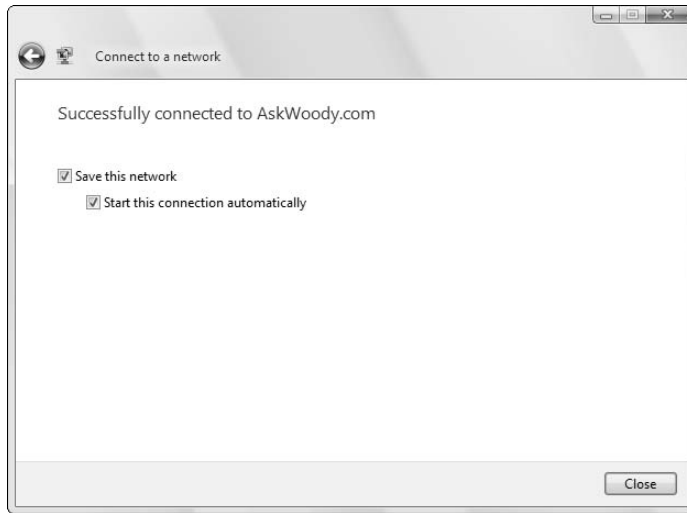 Connect to a network
Successfully connected to AskWoody.com
Save this network
Start this connection automatically
Close